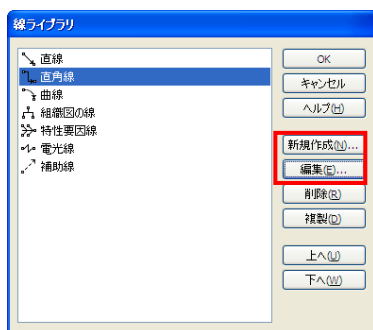 線ライブラリ
直線
直角線
曲線
組織図の線
特性要因線
電光線
補助線
OK
キャンセル
ヘルプ(H)
新規作成(N)...
編集(E)...
削除(R)
複製(D)
上へ(U)
下へ(W)